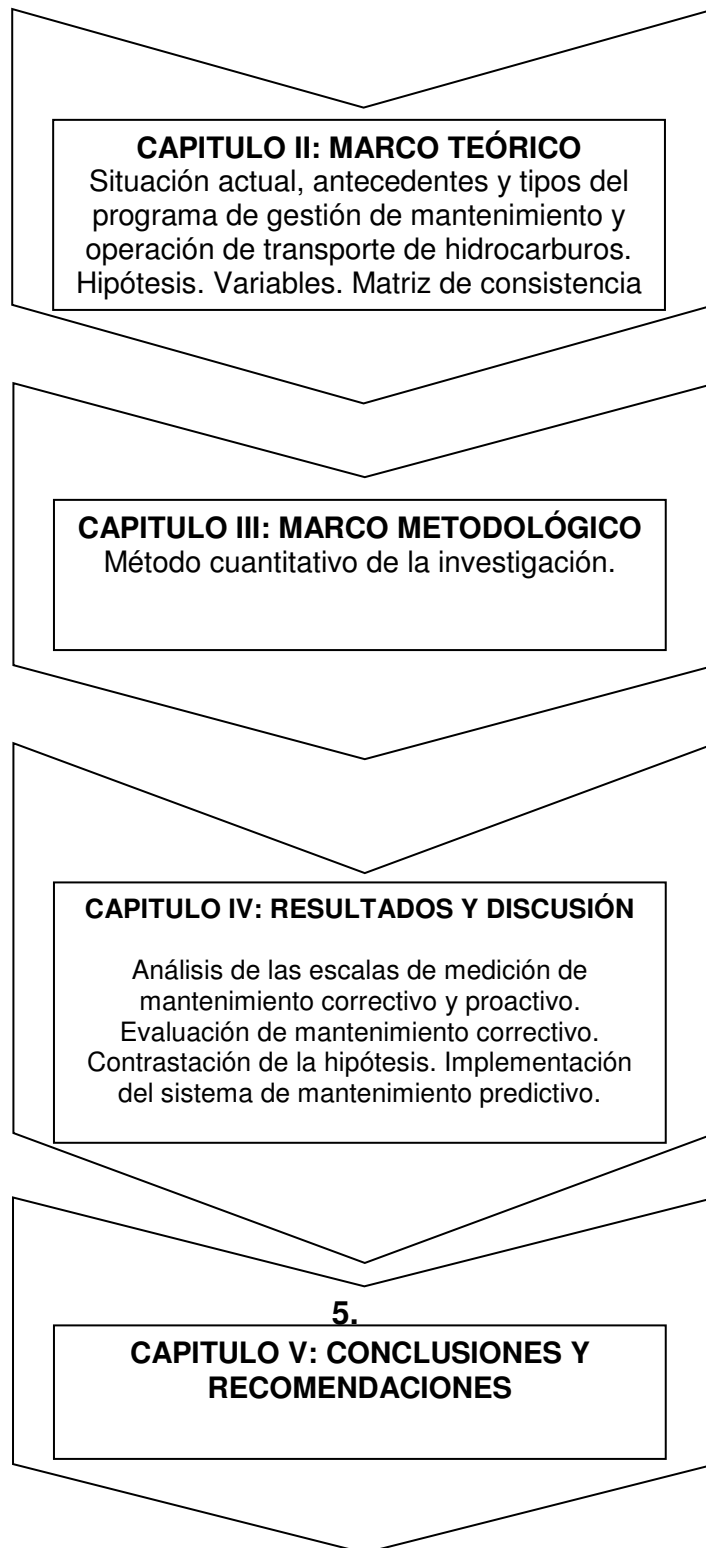 CAPITULO II: MARCO TEÓRICO
Situación actual, antecedentes y tipos del
programa de gestión de mantenimiento y
operación de transporte de hidrocarburos.
Hipótesis. Variables. Matriz de consistencia
CAPITULO III: MARCO METODOLÓGICO
Método cuantitativo de la investigación.
CAPITULO IV: RESULTADOS Y DISCUSIÓN
Análisis de las escalas de medición de
mantenimiento correctivo y proactivo.
Evaluación de mantenimiento correctivo.
Contrastación de la hipótesis. Implementación
del sistema de mantenimiento predictivo.
5.
CAPITULO V: CONCLUSIONES Y
RECOMENDACIONES